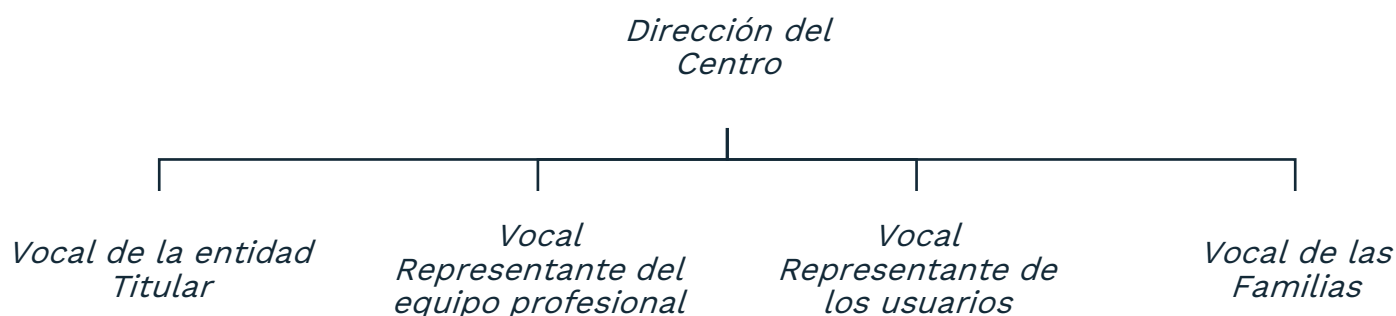 Dirección del
Centro
Vocal de la entidad
Titular
Vocal
Representante del
equipo profesional
Vocal
Representante de
los usuarios
Vocal de las
Familias